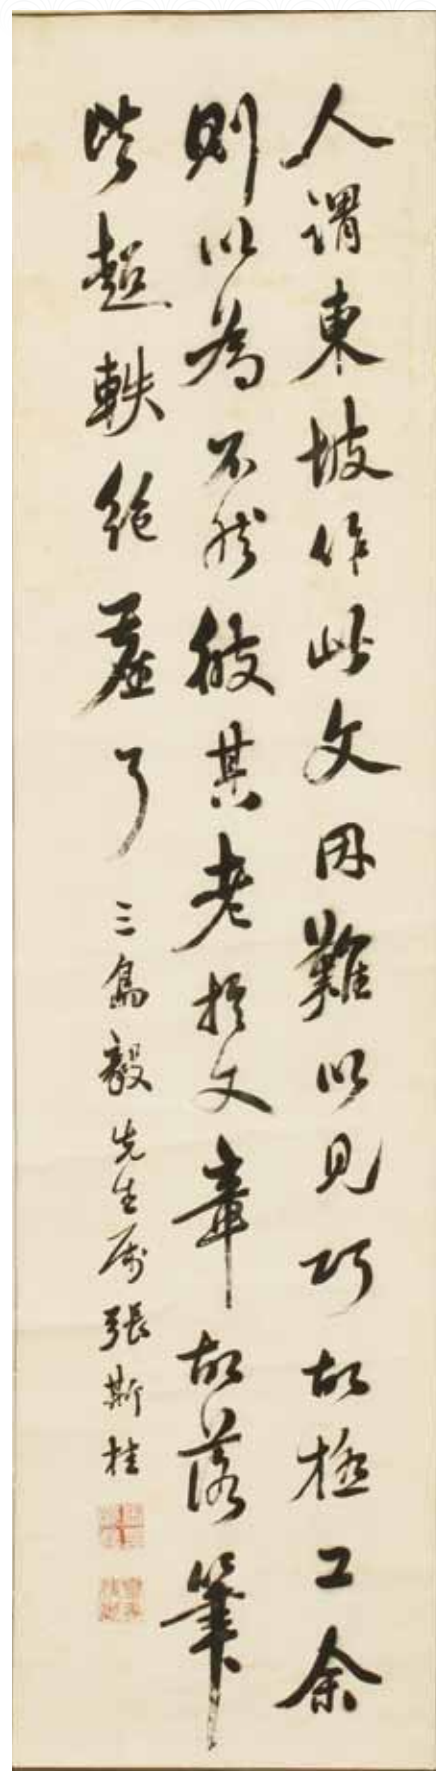 人謂東坡作此文因難以見巧故極工余
則以為不然彼其老於文章故落筆
皆超軼絕塵了 三島毅先生屬 張斯桂